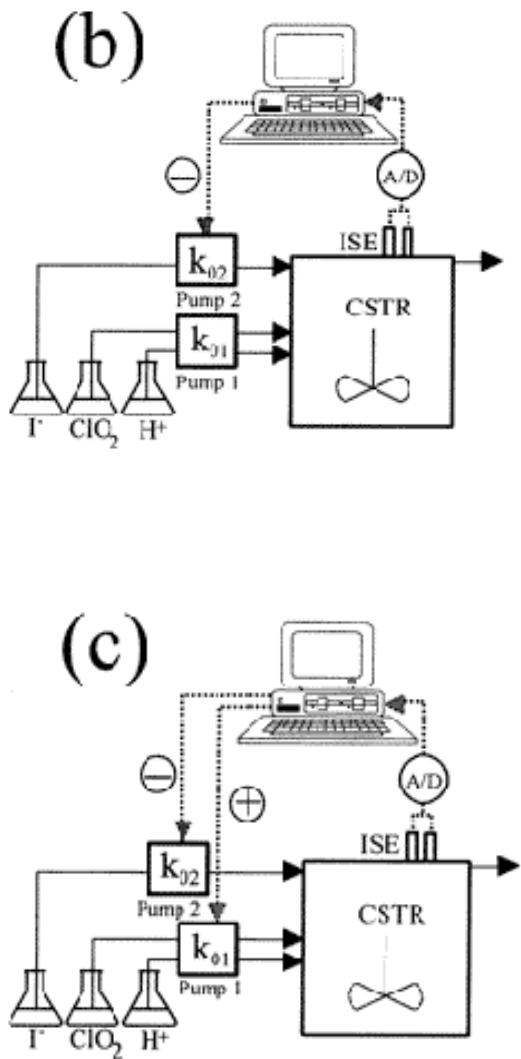 (b)
−
A/D
ISE
k02
Pump 2
CSTR
k01
Pump 1
I- ClO2 H+
(c)
− +
A/D
ISE
k02
Pump 2
CSTR
k01
Pump 1
I- ClO2 H+